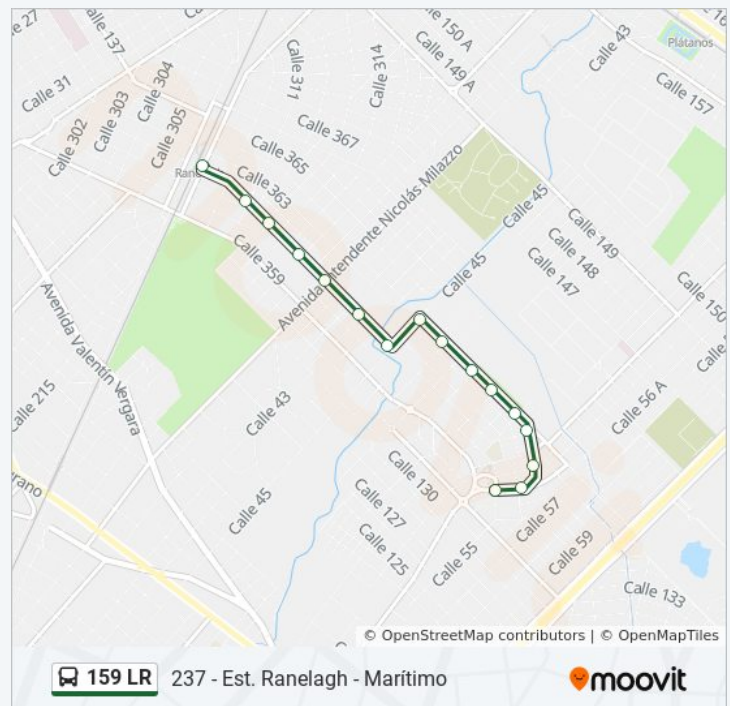 e 27
Calle 137
Ca
Calle 150 A
Calle 149 A
Calle 43
16
Plátanos
Calle 157
Calle 31
Calle 302
Calle 303
Calle 304
Calle 305
Calle 311
Calle 314
Calle 367
Calle 365
Calle 363
Rane
Calle 359
Avenida Intendente Nicolás Milazzo
Calle 45
Calle 149
Calle 148
Calle 147
Calle 45
Calle 150
Calle
Avenida Valentín Vergara
Calle 215
Calle 43
Calle 45
Calle 56 A
Calle 130
Calle 127
Calle 125
Calle 57
Calle 55
Calle 59
Calle 133
urano
© OpenStreetMap contributors | © OpenMapTiles
159 LR 237 - Est. Ranelagh - Marítimo moovit